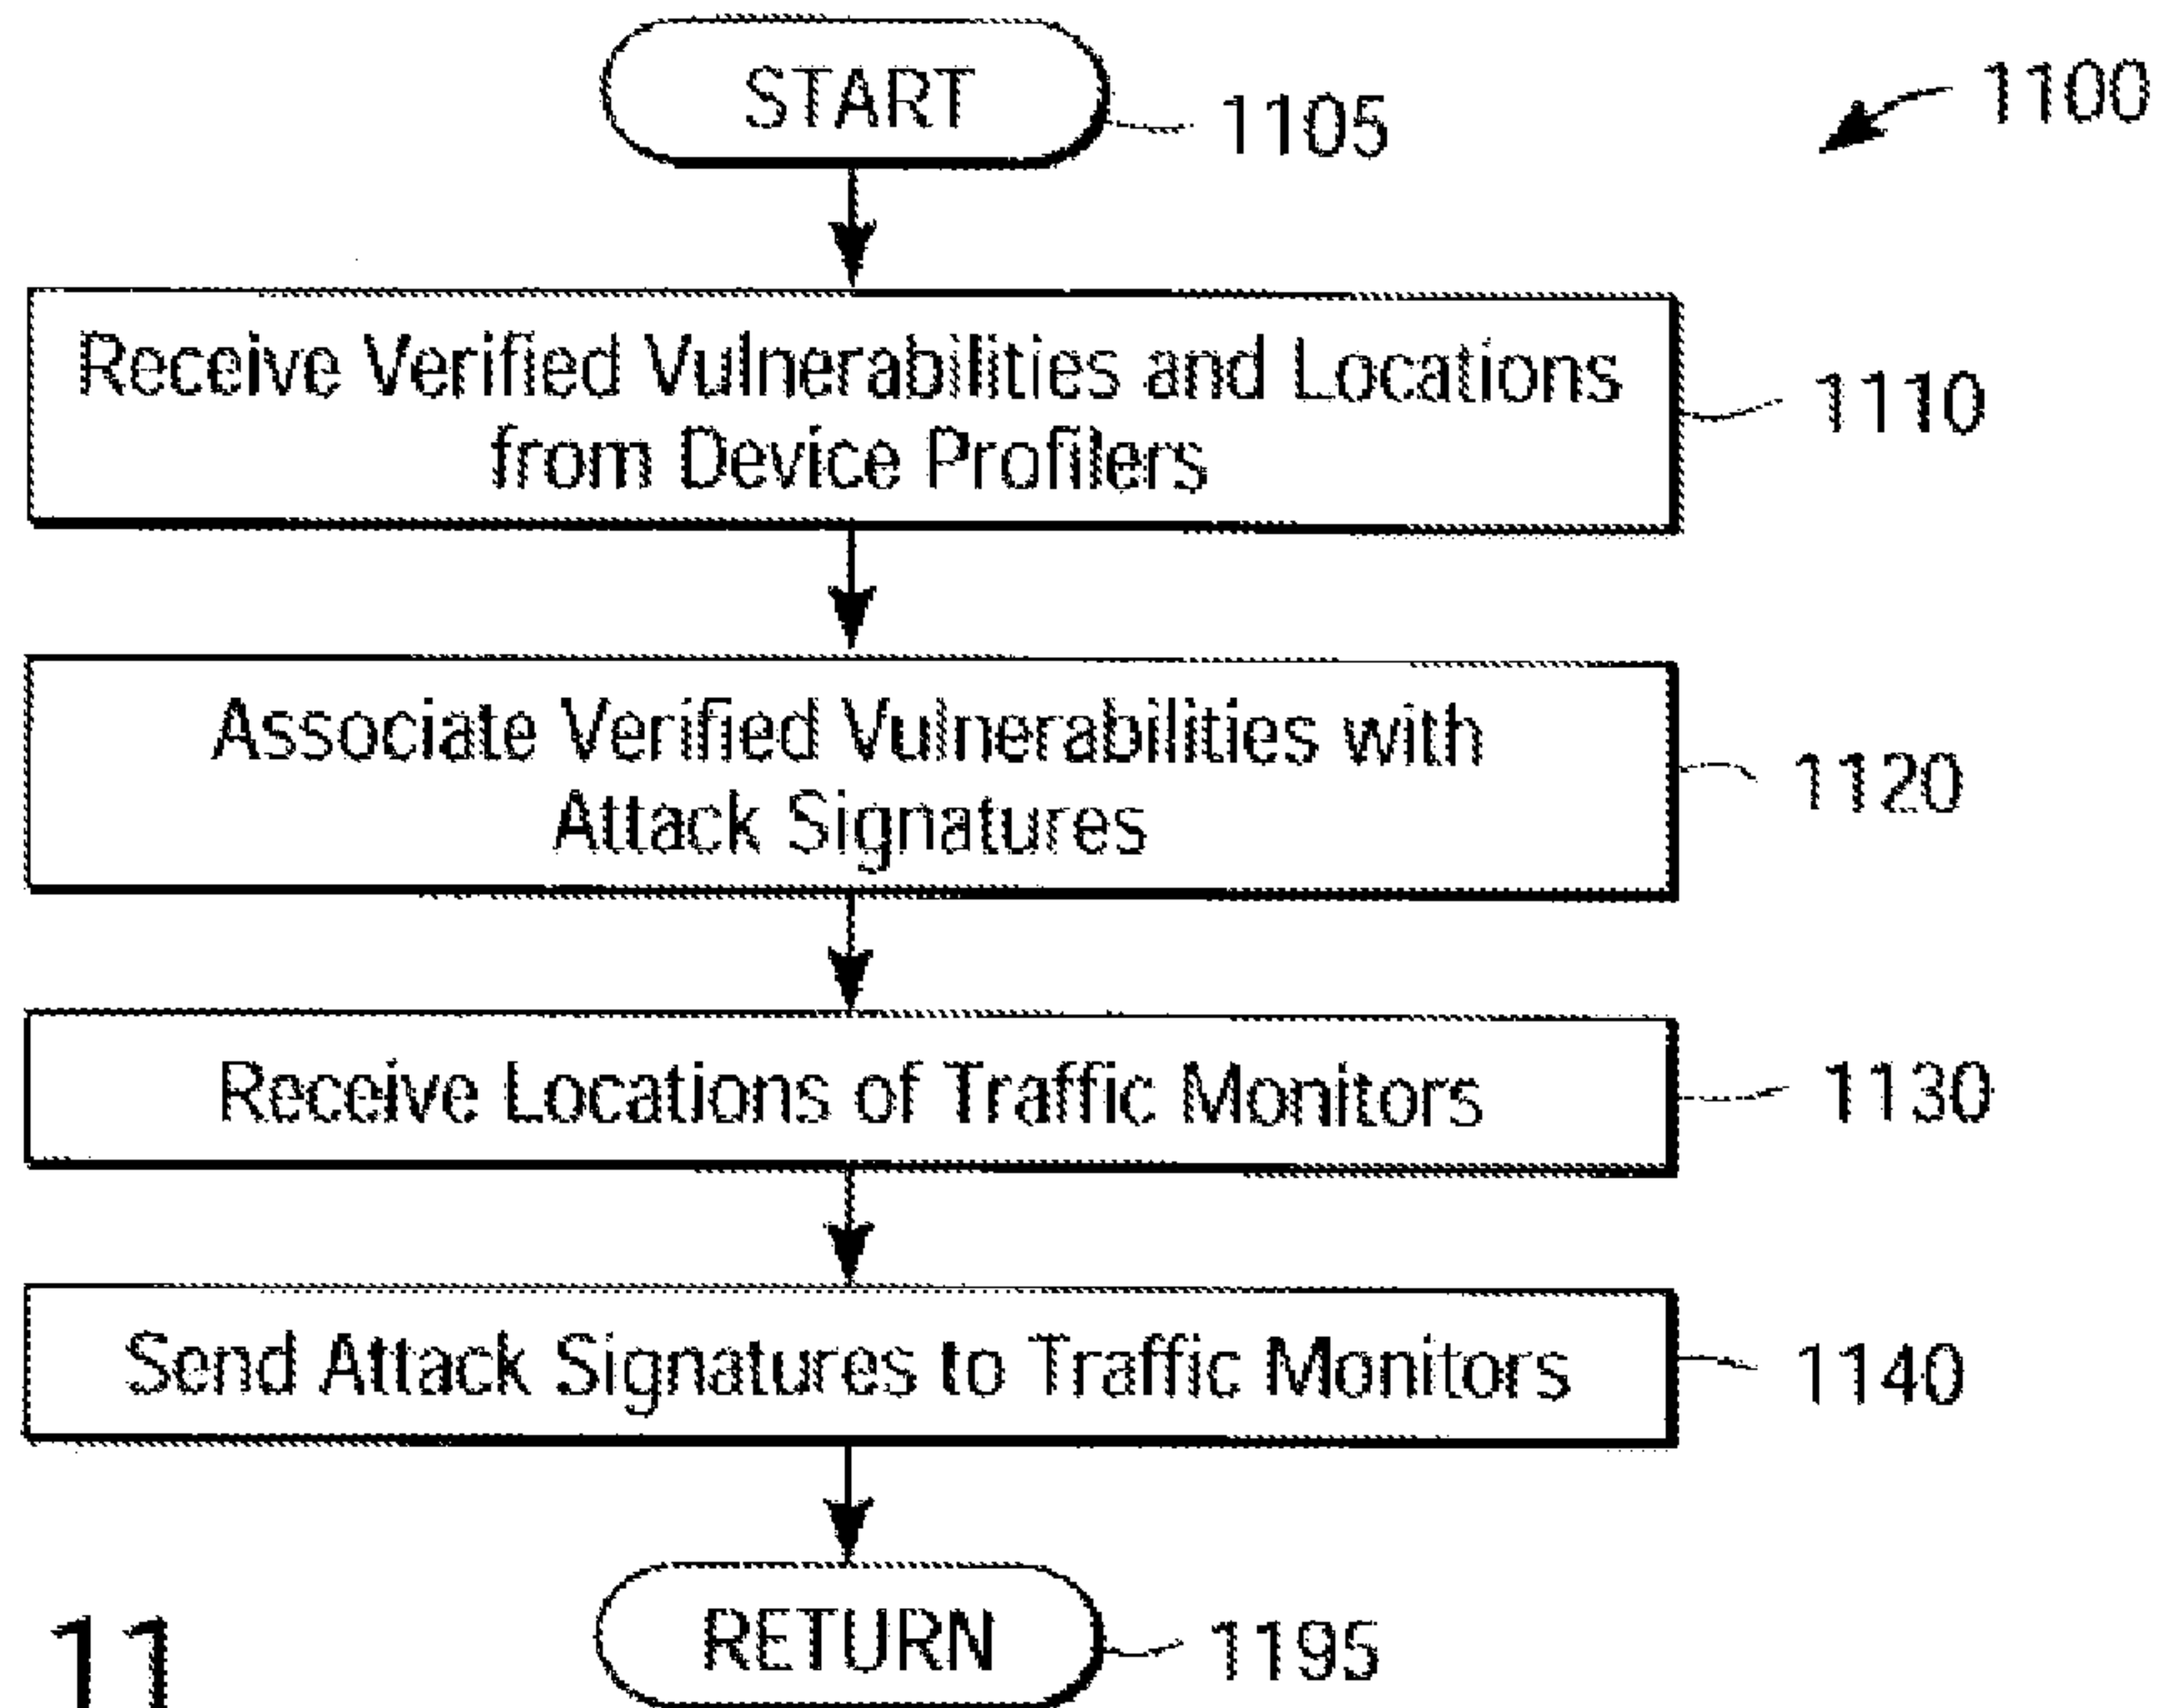 START
1105
1100
Receive Verified Vulnerabilities and Locations
from Device Profilers
1110
Associate Verified Vulnerabilities with
Attack Signatures
1120
Receive Locations of Traffic Monitors
1130
Send Attack Signatures to Traffic Monitors
1140
RETURN
1195
11